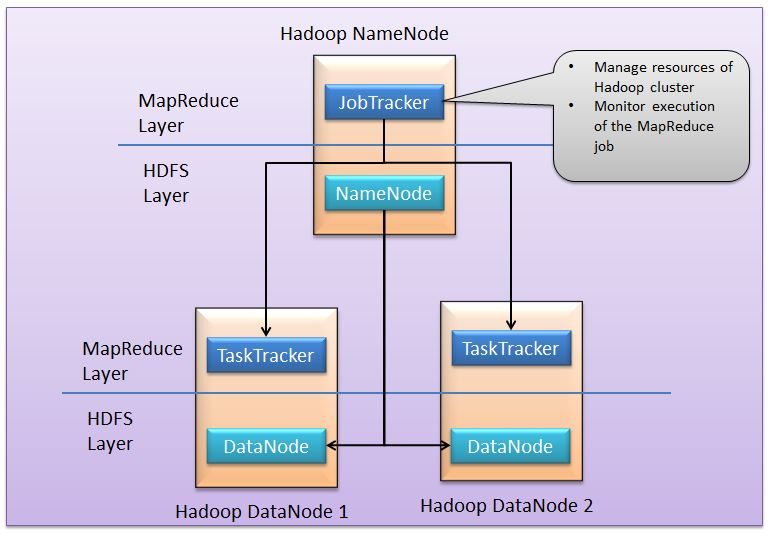 Hadoop NameNode
MapReduce
Layer
JobTracker
• Manage resources of
Hadoop cluster
• Monitor execution
of the MapReduce
job
HDFS
Layer
NameNode
MapReduce
Layer
TaskTracker
TaskTracker
HDFS
Layer
DataNode
DataNode
Hadoop DataNode 1
Hadoop DataNode 2